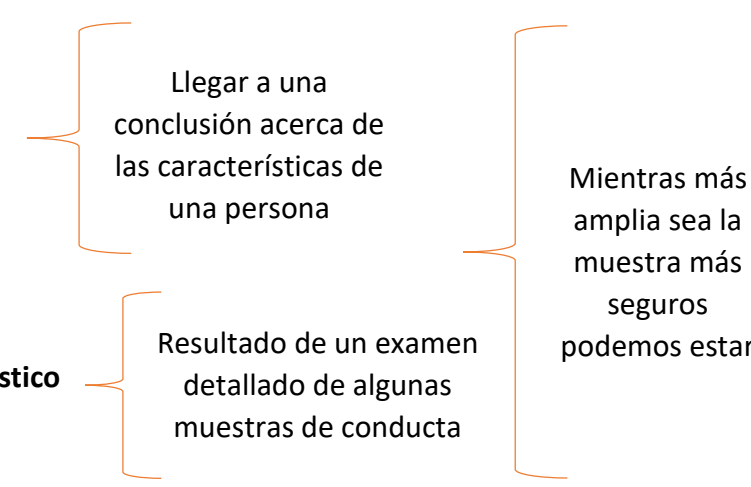 Llegar a una
conclusión acerca de
las características de
una persona
Mientras más
amplia sea la
muestra más
seguros
podemos estar
stico
Resultado de un examen
detallado de algunas
muestras de conducta